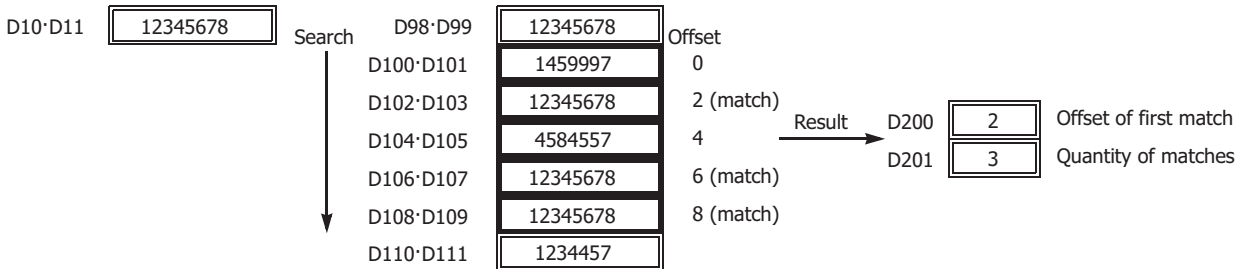 D10·D11 12345678 Search D98·D99 12345678 Offset
D100·D101 1459997 0
D102·D103 12345678 2 (match)
D104·D105 4584557 4 Result D200 2 Offset of first match
D201 3 Quantity of matches
D106·D107 12345678 6 (match)
D108·D109 12345678 8 (match)
D110·D111 1234457